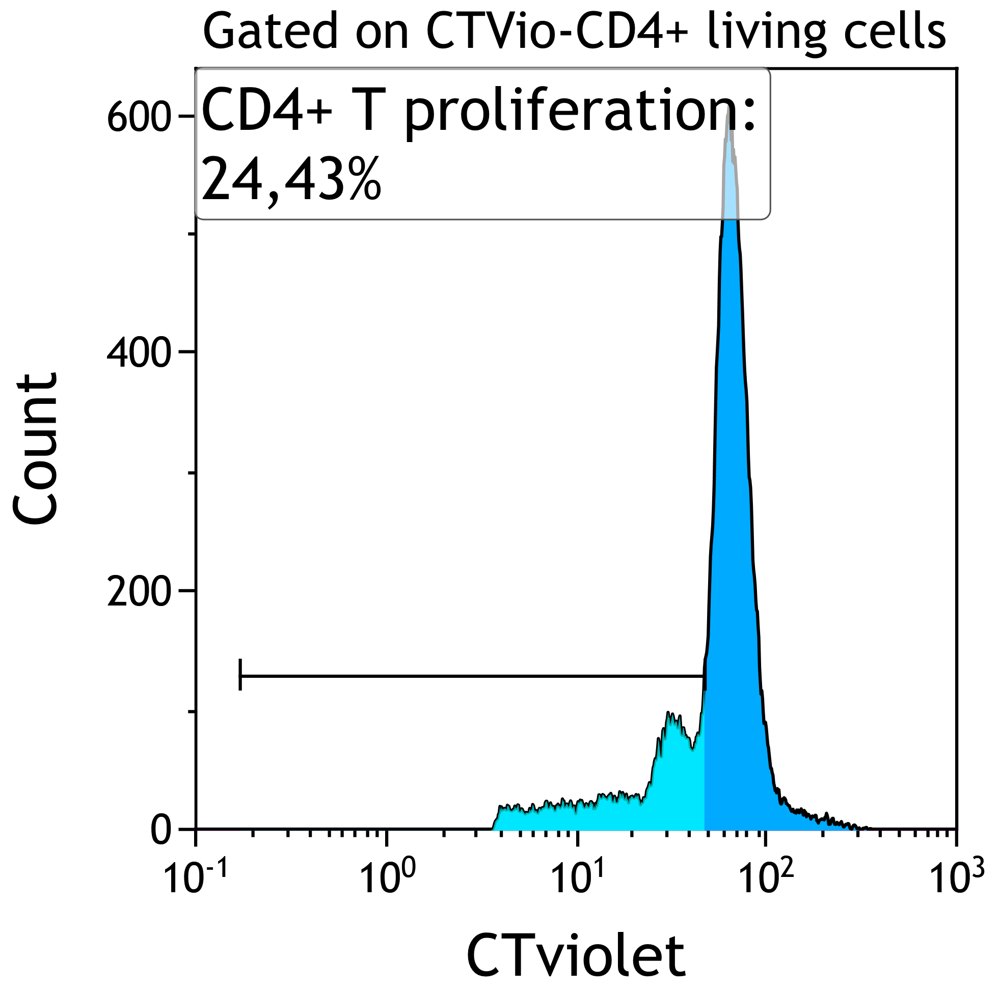 Gated on CTVio-CD4+ living cells
CD4+ T proliferation:
24,43%
600
400
200
0
Count
10⁻¹ 10⁰ 10¹ 10² 10³
CTviolet